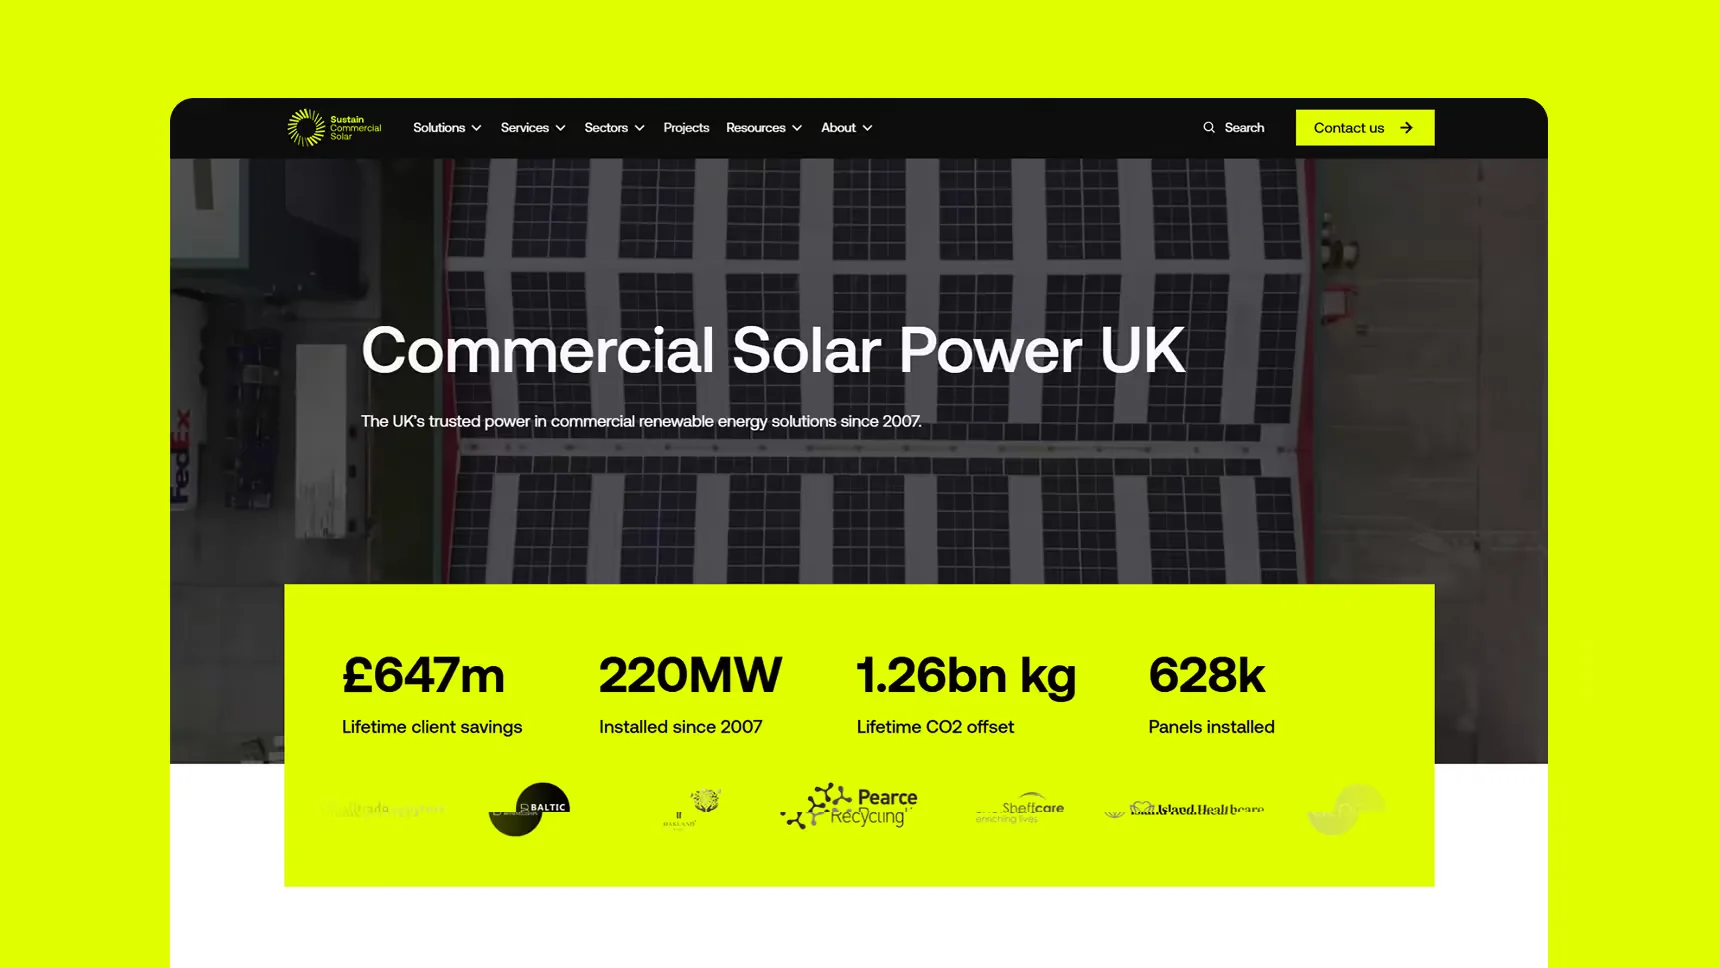 Sustain
Commercial
Solar
Solutions
Services
Sectors
Projects
Resources
About
Search
Contact us
FedEx
Commercial Solar Power UK
The UK's trusted power in commercial renewable energy solutions since 2007.
£647m
220MW
1.26bn kg
628k
Lifetime client savings
Installed since 2007
Lifetime CO2 offset
Panels installed
BALTIC
Pearce
Recycling
Sheffcare
enriching lives
Island Healthcare